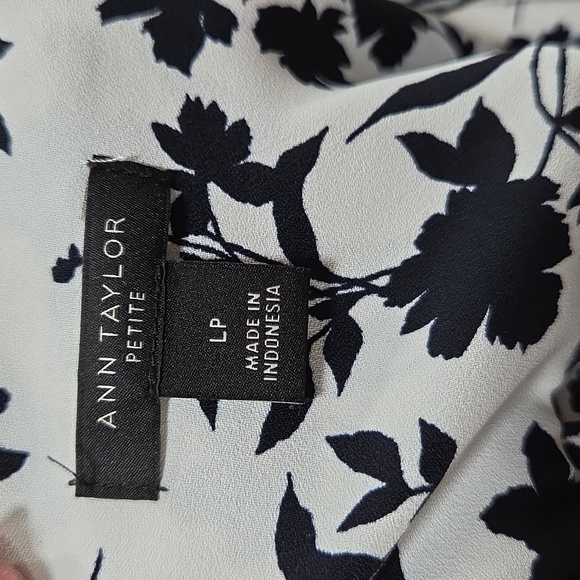 ANN TAYLOR
PETITE
LP
MADE IN
INDONESIA